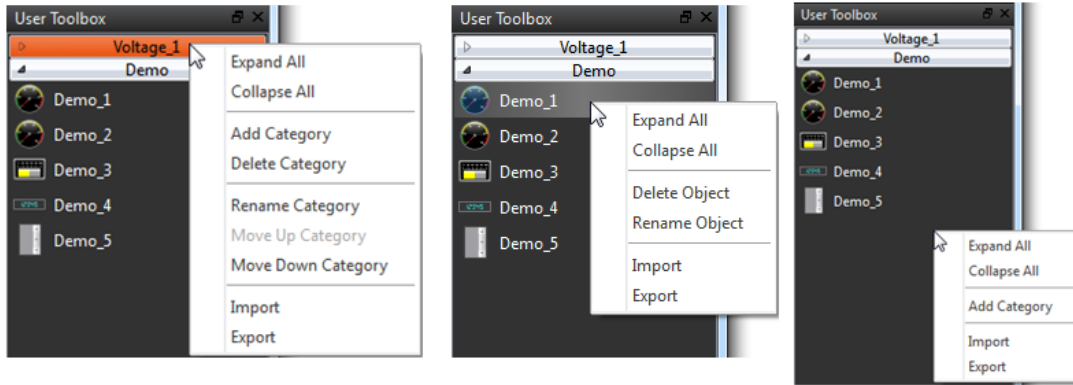 User Toolbox
Voltage_1
Demo
Demo_1
Demo_2
Demo_3
Demo_4
Demo_5
Expand All
Collapse All
Add Category
Delete Category
Rename Category
Move Up Category
Move Down Category
Import
Export
User Toolbox
Voltage_1
Demo
Demo_1
Demo_2
Demo_3
Demo_4
Demo_5
Expand All
Collapse All
Delete Object
Rename Object
Import
Export
User Toolbox
Voltage_1
Demo
Demo_1
Demo_2
Demo_3
Demo_4
Demo_5
Expand All
Collapse All
Add Category
Import
Export